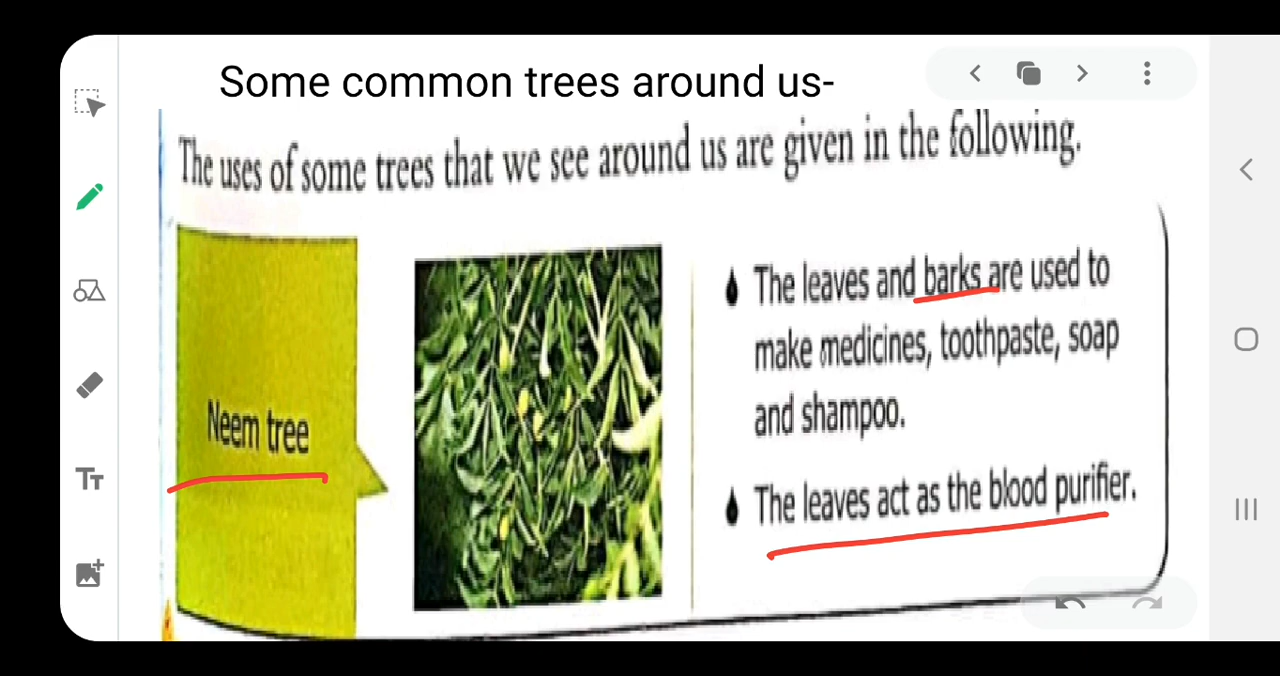 Some common trees around us-
The uses of some trees that we see around us are given in the following.
Neem tree
The leaves and barks are used to
make medicines, toothpaste, soap
and shampoo.
The leaves act as the blood purifier.
TT